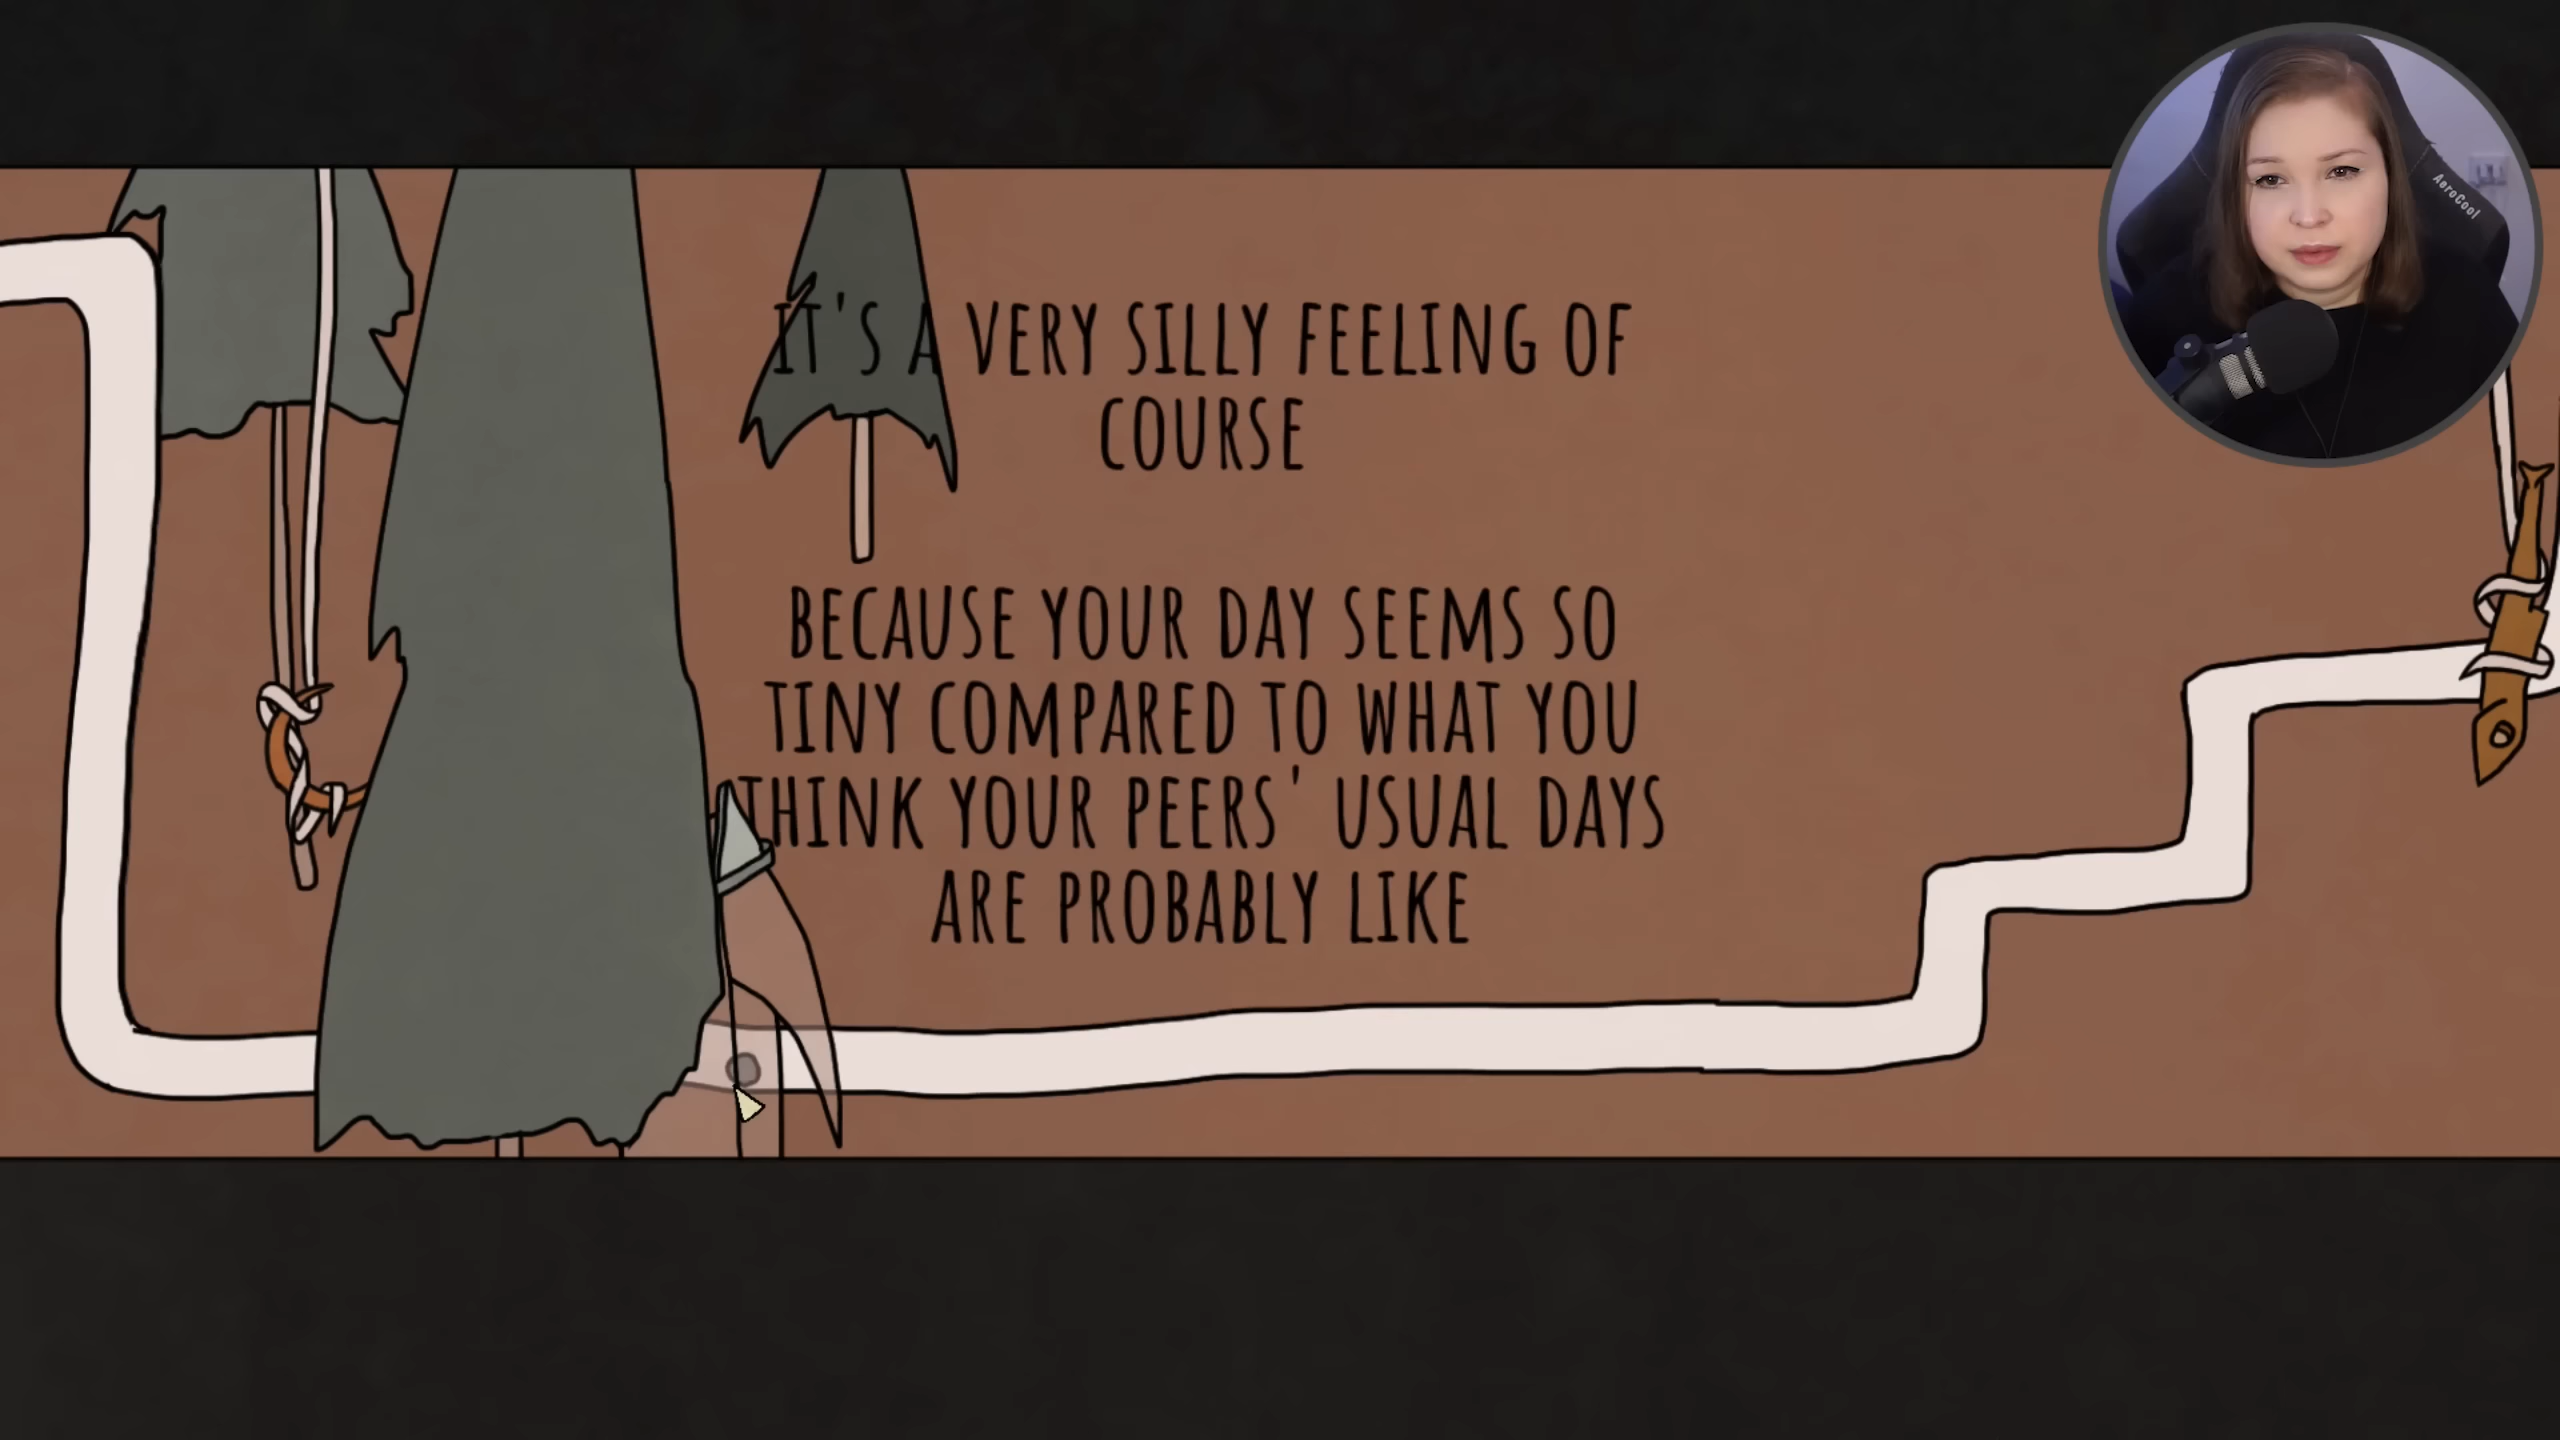 IT'S A VERY SILLY FEELING OF
COURSE
BECAUSE YOUR DAY SEEMS SO
TINY COMPARED TO WHAT YOU
THINK YOUR PEERS' USUAL DAYS
ARE PROBABLY LIKE
AeroCool